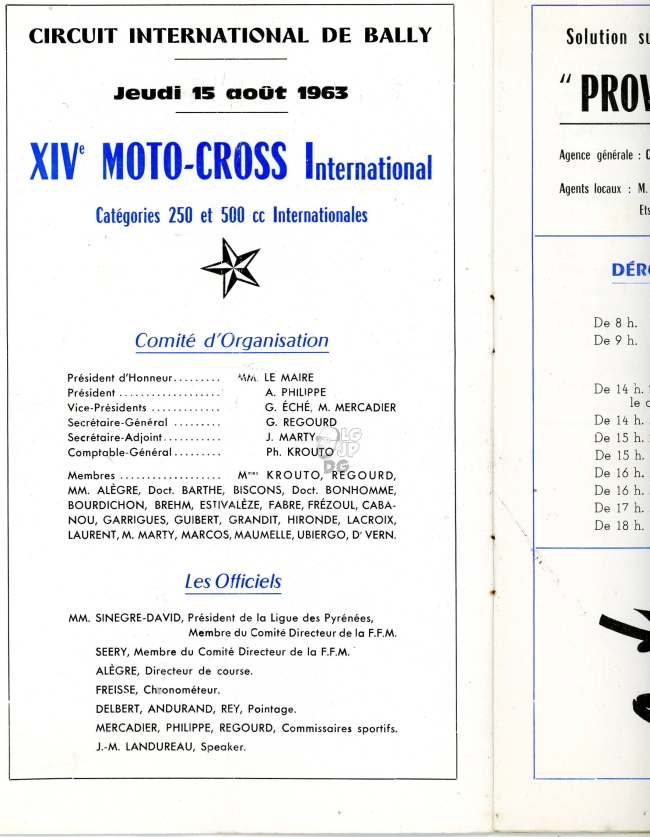 CIRCUIT INTERNATIONAL DE BALLY
Jeudi 15 août 1963
XIVe MOTO-CROSS International
Catégories 250 et 500 cc Internationales
Comité d'Organisation
Président d'Honneur......... MM. LE MAIRE
Président .................. A. PHILIPPE
Vice-Présidents ............. G. ÉCHÉ, M. MERCADIER
Secrétaire-Général ......... G. REGOURD
Secrétaire-Adjoint........... J. MARTY
Comptable-Général......... Ph. KROUTO
Membres .................. Mmes KROUTO, REGOURD,
MM. ALÈGRE, Doct. BARTHE, BISCONS, Doct. BONHOMME,
BOURDICHON, BREHM, ESTIVALÈZE, FABRE, FRÉZOUL, CABA-
NOU, GARRIGUES, GUIBERT, GRANDIT, HIRONDE, LACROIX,
LAURENT, M. MARTY, MARCOS, MAUMELLE, UBIERGO, Dr VERN.
Les Officiels
MM. SINEGRE-DAVID, Président de la Ligue des Pyrénées,
Membre du Comité Directeur de la F.F.M.
SEERY, Membre du Comité Directeur de la F.F.M.
ALÈGRE, Directeur de course.
FREISSE, Chronométeur.
DELBERT, ANDURAND, REY, Pointage.
MERCADIER, PHILIPPE, REGOURD, Commissaires sportifs.
J.-M. LANDUREAU, Speaker.
LG
JP
DG
Solution
" PROV
Agence générale :
Agents locaux : M.
Ets
DÉRO
De 8 h.
De 9 h.
De 14 h.
le
De 14 h.
De 15 h.
De 15 h.
De 16 h.
De 16 h.
De 17 h.
De 18 h.